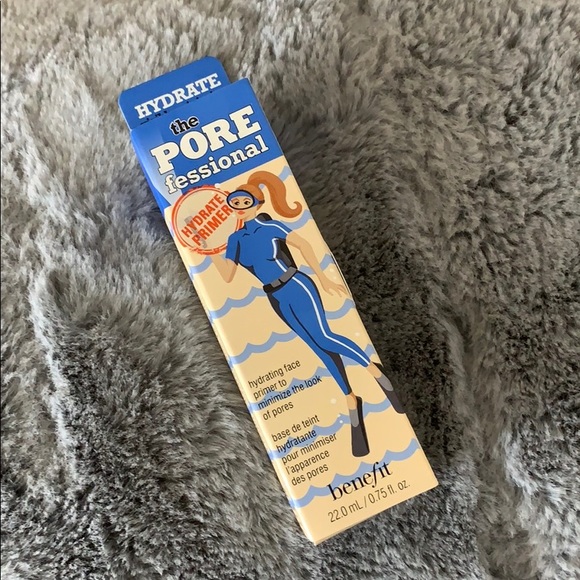 HYDRATE
the
PORE
fessional
HYDRATE
PRIMER
hydrating face
primer to
minimize the look
of pores
base de teint
hydratante
pour minimiser
l'apparence
des pores
benefit
22.0 mL / 0.75 fl. oz.